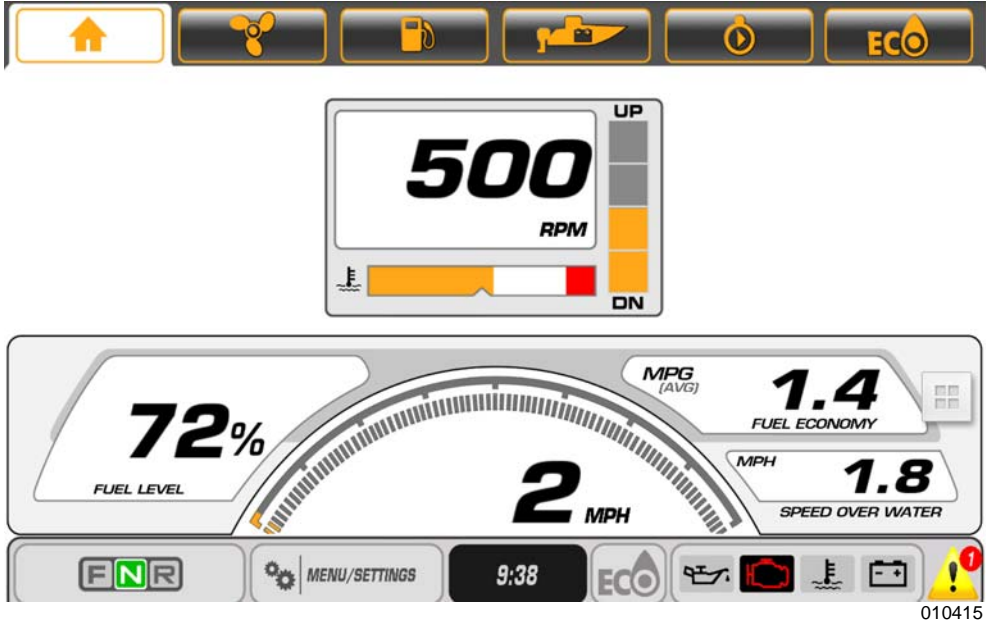 ECO
UP
500
RPM
DN
72%
FUEL LEVEL
2 MPH
MPG
(AVG)
1.4
FUEL ECONOMY
MPH
1.8
SPEED OVER WATER
F N R
MENU/SETTINGS
9:38
ECO
1
010415